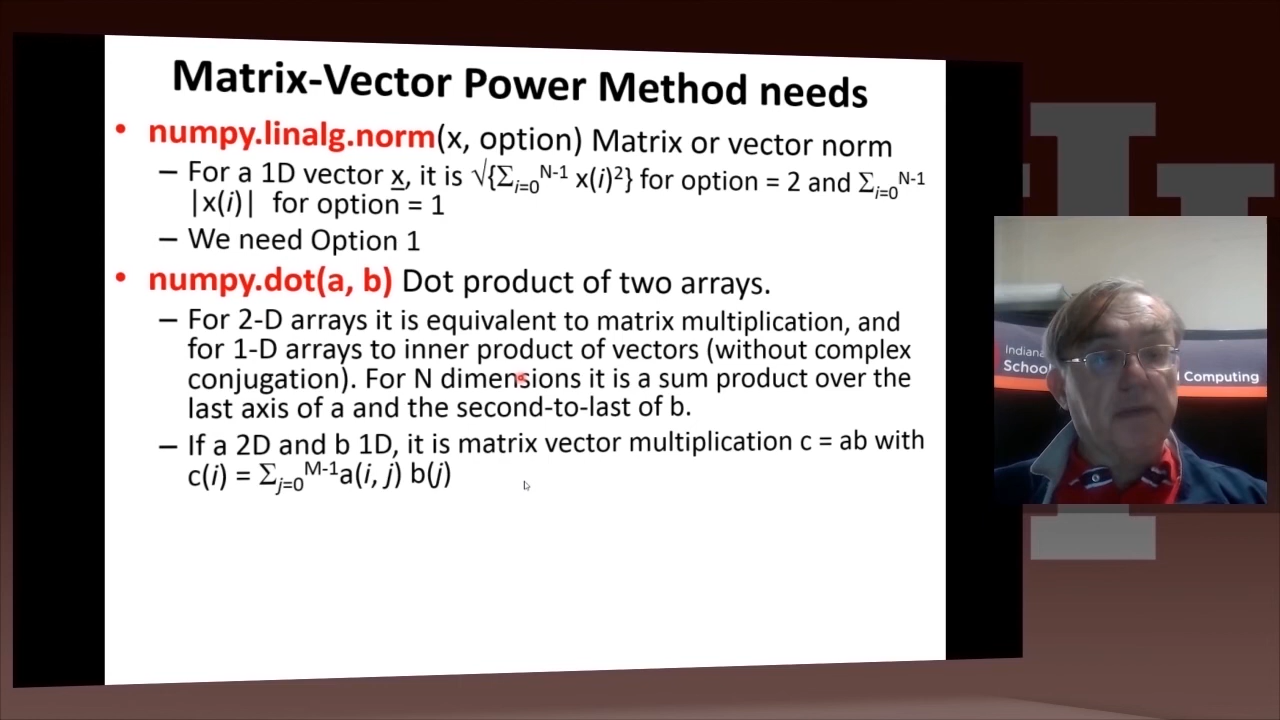 Matrix-Vector Power Method needs
• numpy.linalg.norm(x, option) Matrix or vector norm
– For a 1D vector x, it is √{Σi=0N-1 x(i)2} for option = 2 and Σi=0N-1
|x(i)| for option = 1
– We need Option 1
• numpy.dot(a, b) Dot product of two arrays.
– For 2-D arrays it is equivalent to matrix multiplication, and
for 1-D arrays to inner product of vectors (without complex
conjugation). For N dimensions it is a sum product over the
last axis of a and the second-to-last of b.
– If a 2D and b 1D, it is matrix vector multiplication c = ab with
c(i) = Σj=0M-1a(i, j) b(j)
Indiana
School
Computing